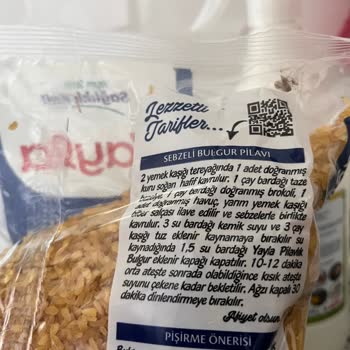 Lezzetli
Tarifler...
SEBZELİ BULGUR PİLAVI
2 yemek kaşığı tereyağında 1 adet doğranmış
kuru soğan hafif kavrulur. 1 çay bardağı taze
1 çay bardağı doğranmış brokoli, 1
doğranmış havuç, yarım yemek kaşığı
salçası ilave edilir ve sebzelerle birlikte
kavrulur. 3 su bardağı kemik suyu ve 3 çay
kaşığı tuz eklenir kaynamaya bırakılır su
kaynadığında 1,5 su bardağı Yayla Pilavlık
Bulgur eklenir kapağı kapatılır. 10-12 dakika
orta ateşte sonrada olabildiğince kısık ateşte
suyunu çekene kadar bekletilir. Ağzı kapalı 30
dakika dinlendirmeye bırakılır.
Afiyet olsun
PİŞİRME ÖNERİSİ